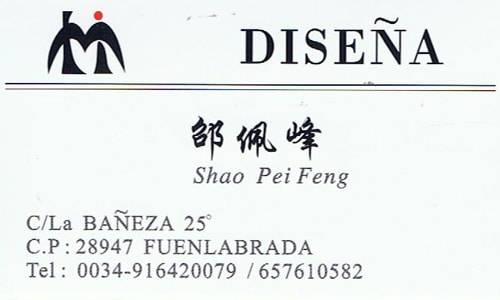 DISEÑA
邵佩峰
Shao Pei Feng
C/La BAÑEZA 25°
C.P: 28947 FUENLABRADA
Tel: 0034-916420079 / 657610582